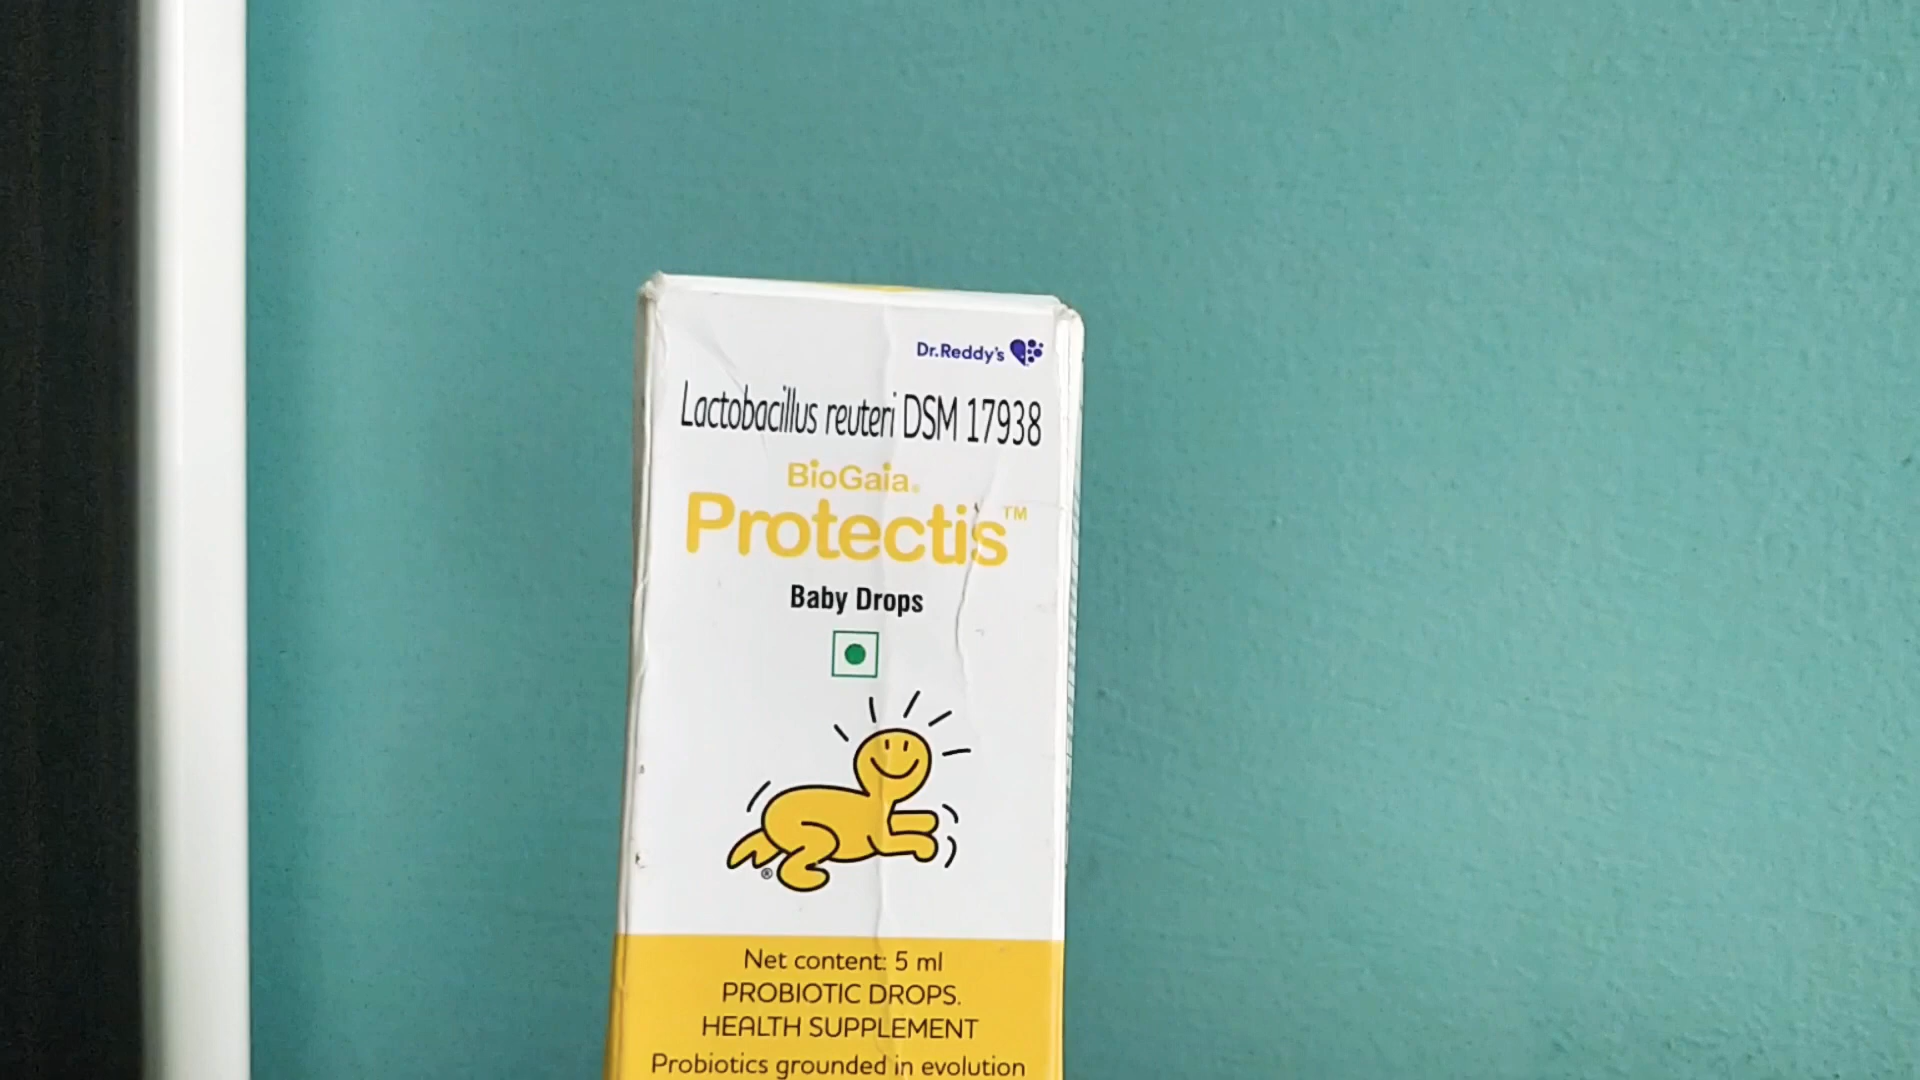 Dr.Reddy's
Lactobacillus reuteri DSM 17938
BioGaia®
Protectis™
Baby Drops
®
Net content: 5 ml
PROBIOTIC DROPS.
HEALTH SUPPLEMENT
Probiotics grounded in evolution